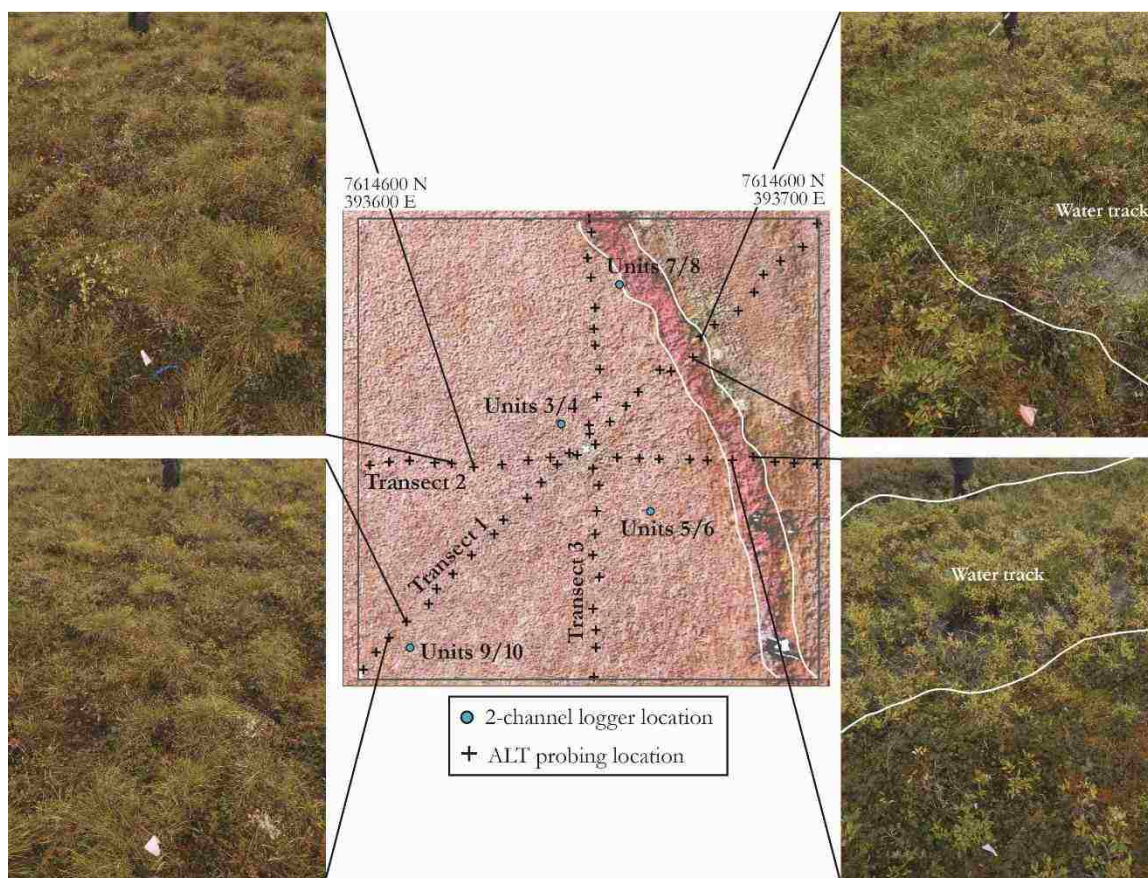 7614600 N
393600 E
7614600 N
393700 E
Water track
Units 7/8
Units 3/4
Transect 2
Units 5/6
Transect 1
Transect 3
Water track
Units 9/10
2-channel logger location
ALT probing location